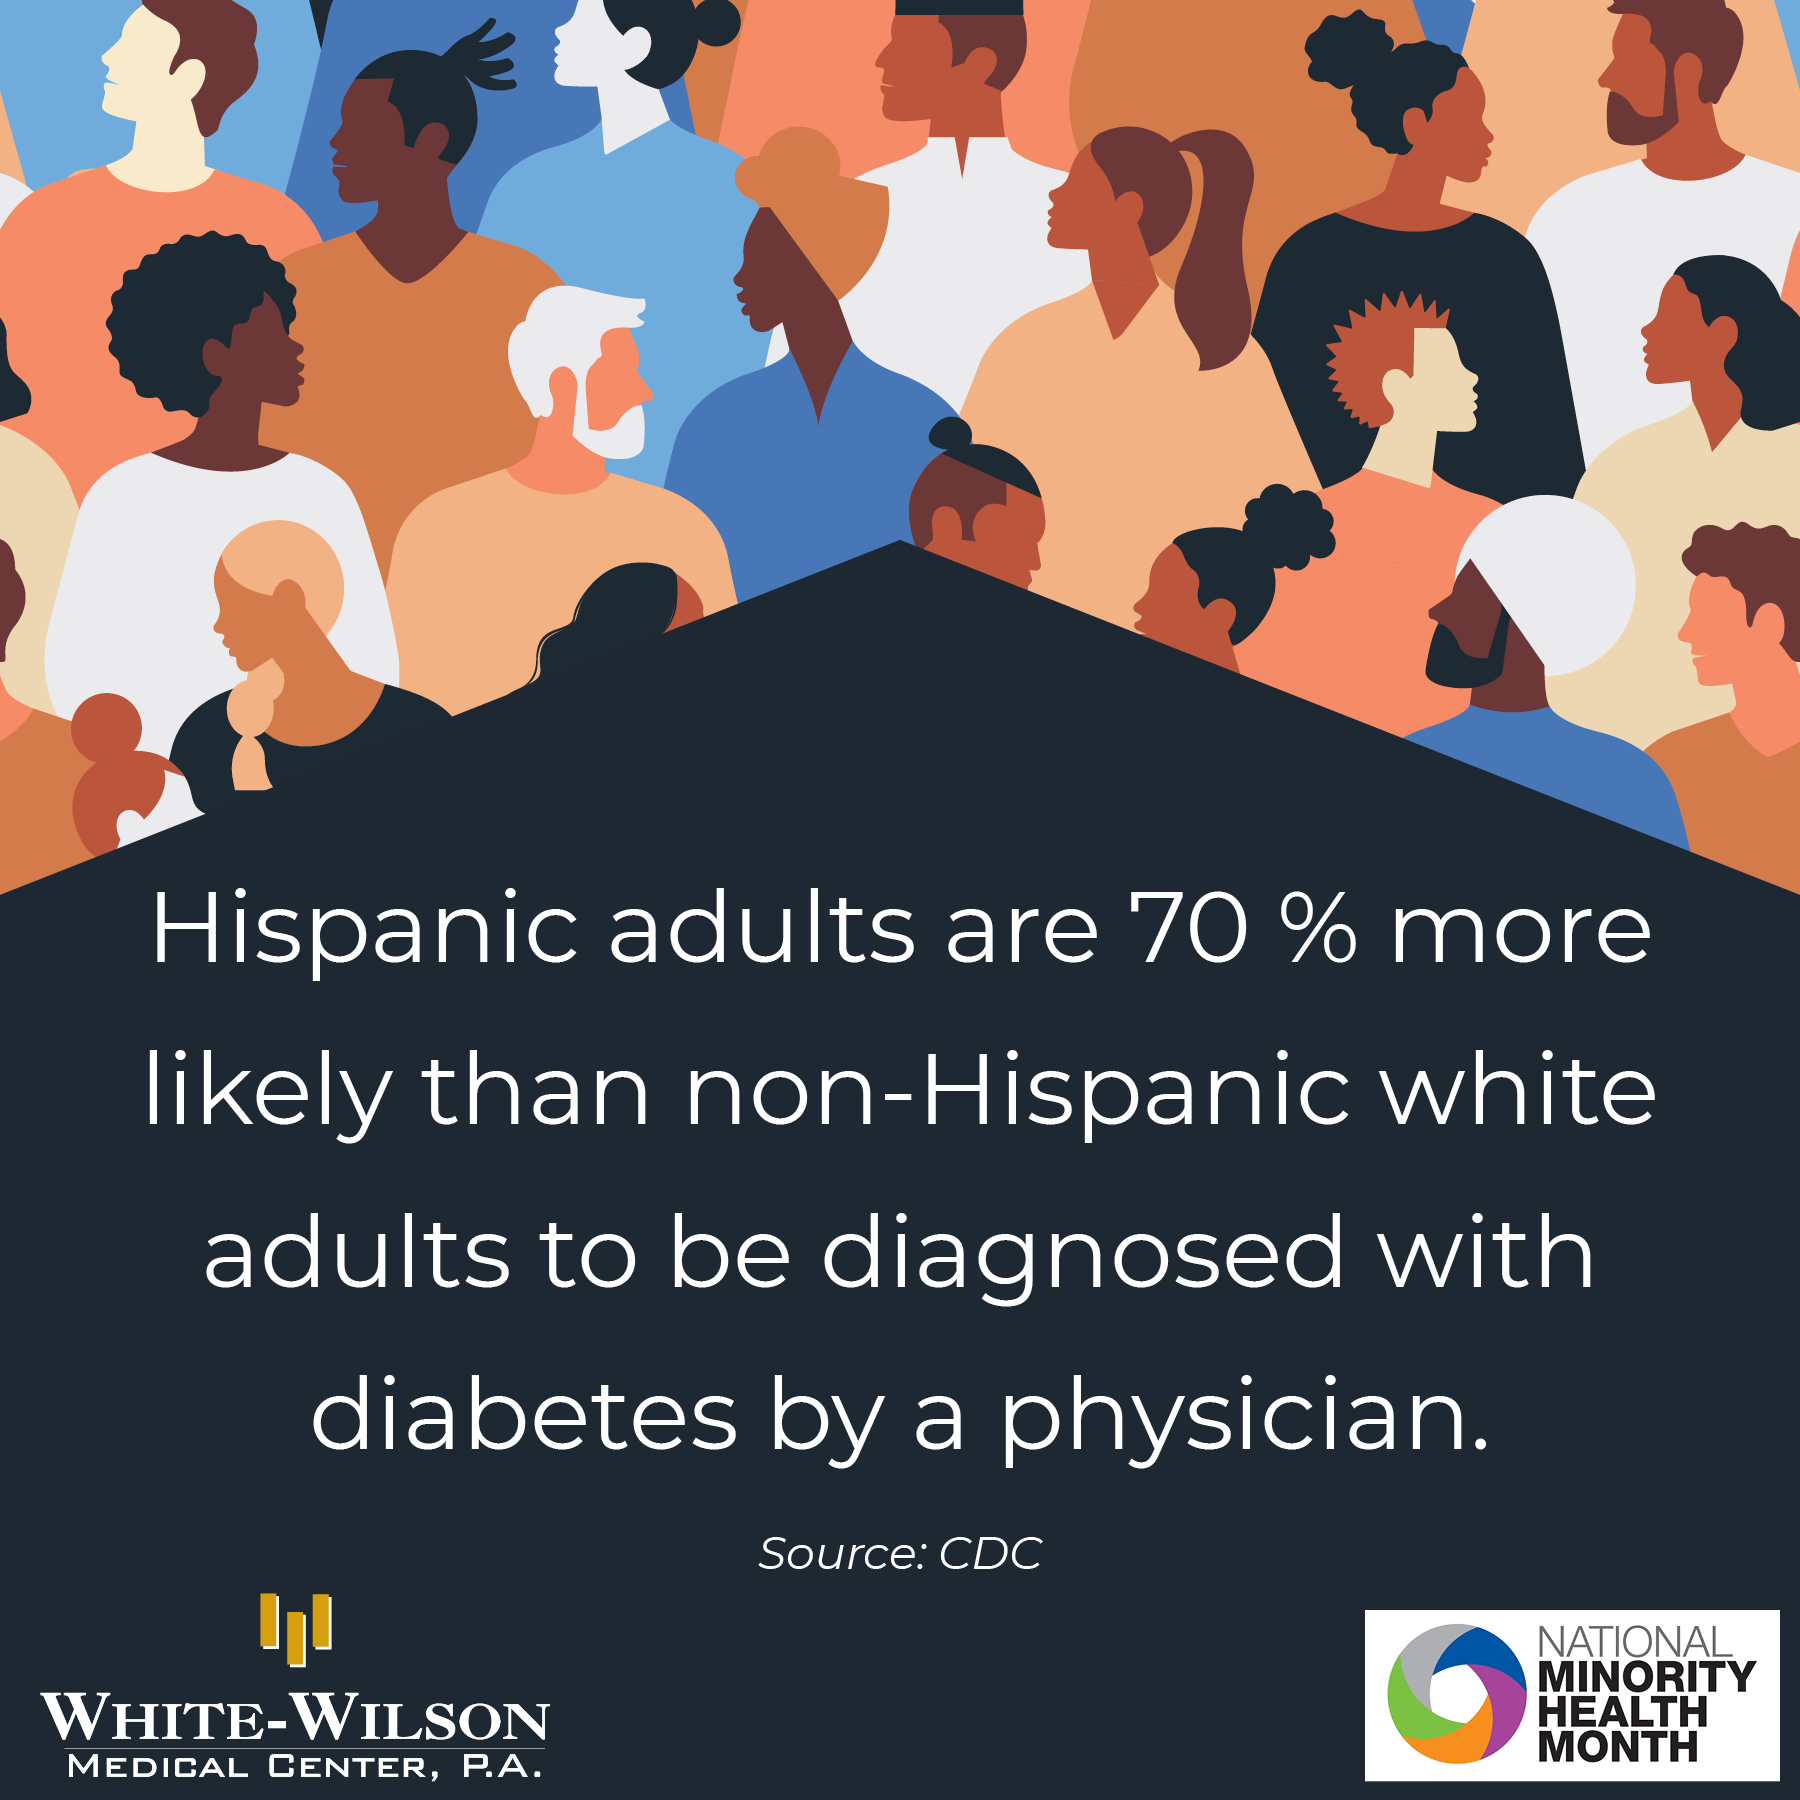 Hispanic adults are 70 % more
likely than non-Hispanic white
adults to be diagnosed with
diabetes by a physician.
Source: CDC
WHITE-WILSON
MEDICAL CENTER, P.A.
NATIONAL
MINORITY
HEALTH
MONTH